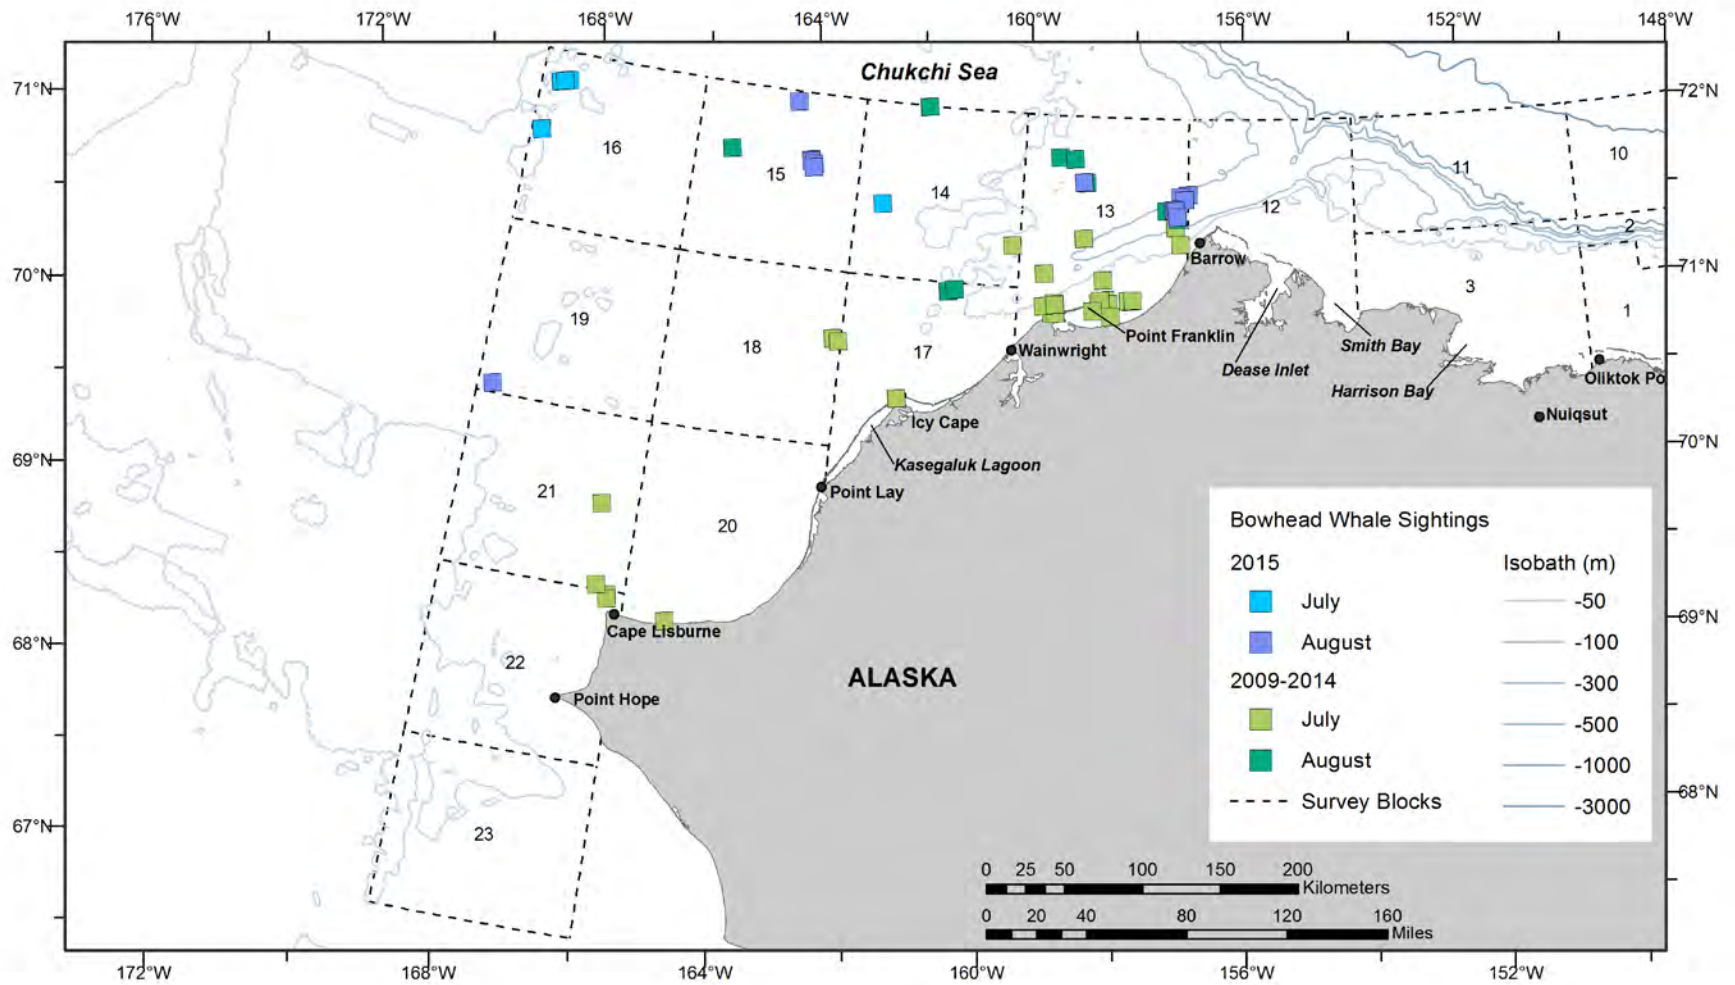 176°W 172°W 168°W 164°W 160°W 156°W 152°W 148°W
Chukchi Sea
71°N
72°N
16
15
14
13
12
11
10
2
70°N
71°N
Barrow
3
1
19
18
17
Point Franklin
Wainwright
Smith Bay
Dease Inlet
Harrison Bay
Oliktok Po
Icy Cape
Nuiqsut
69°N
70°N
Kasegaluk Lagoon
Point Lay
21
20
Bowhead Whale Sightings
2015
July
August
2009-2014
July
August
Survey Blocks
Isobath (m)
-50
-100
-300
-500
-1000
-3000
69°N
Cape Lisburne
68°N
22
ALASKA
Point Hope
68°N
67°N
23
0 25 50 100 150 200
Kilometers
0 20 40 80 120 160
Miles
172°W 168°W 164°W 160°W 156°W 152°W